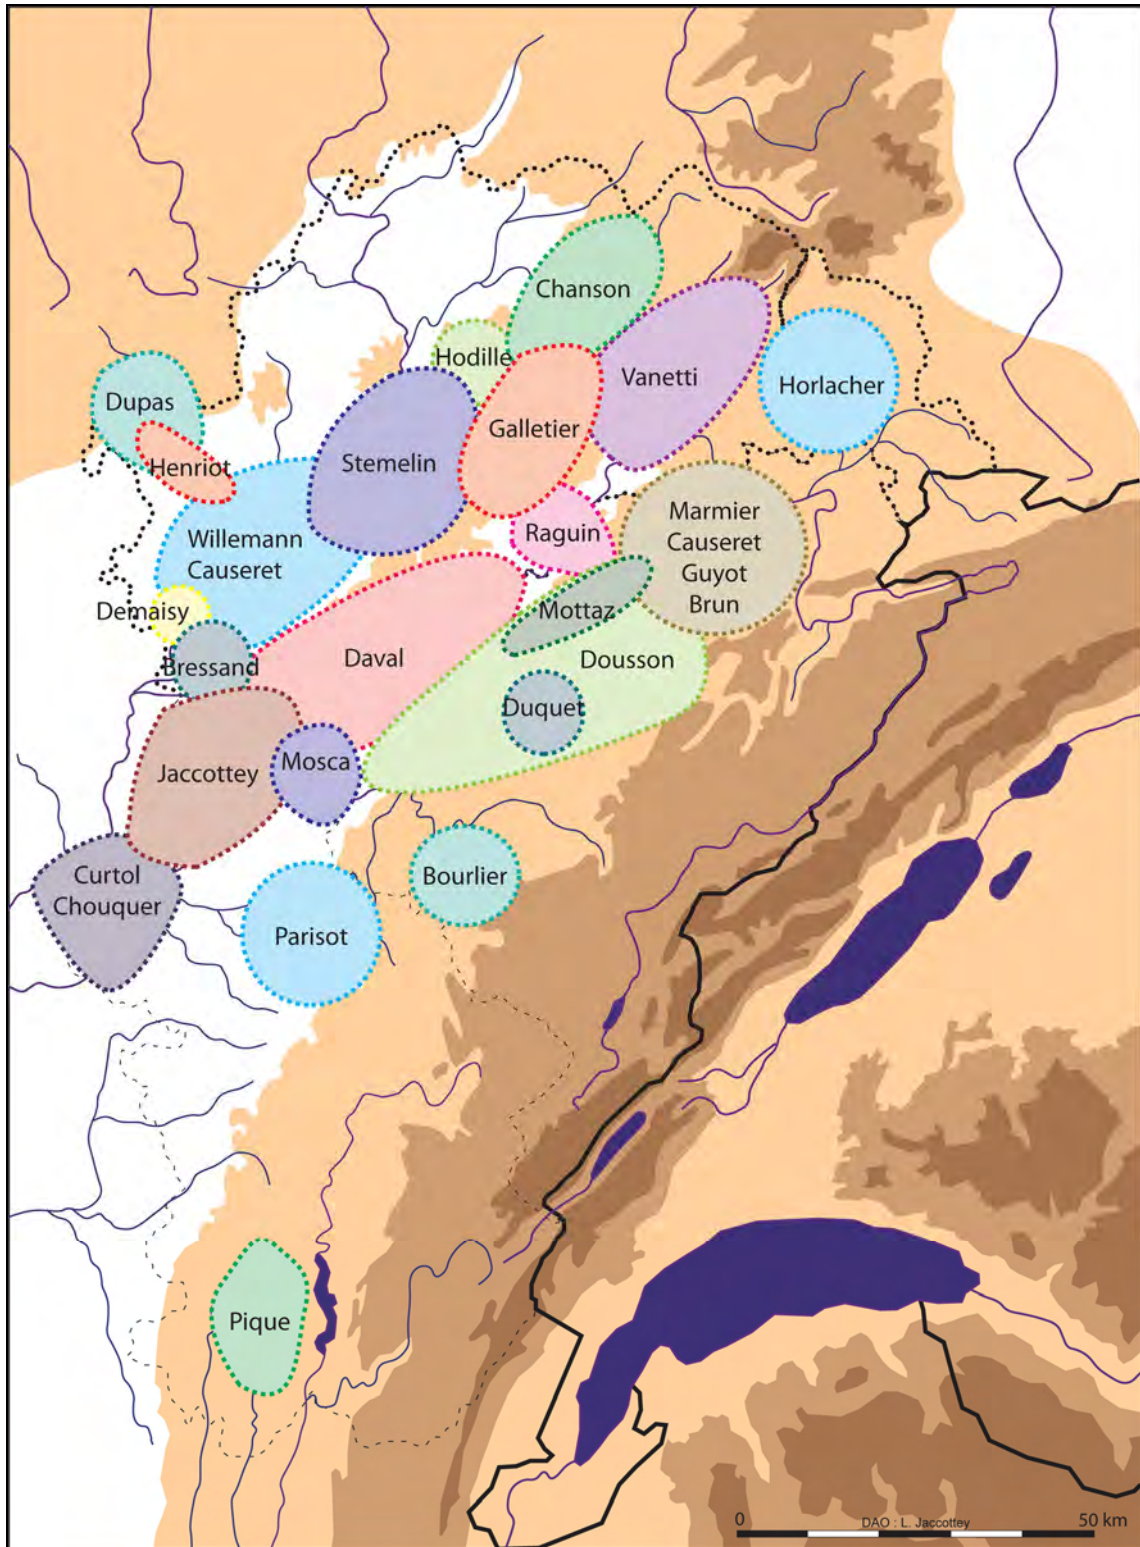 Chanson
Hodille
Vanetti
Horlacher
Dupas
Galletier
Henriot
Stemelin
Marmier
Causeret
Guyot
Brun
Raguin
Willemann
Causeret
Demaisy
Mottaz
Bressand
Daval
Dousson
Duquet
Mosca
Jaccottey
Curtol
Chouquer
Bourlier
Parisot
Pique
0
DAO : L. Jaccottey
50 km